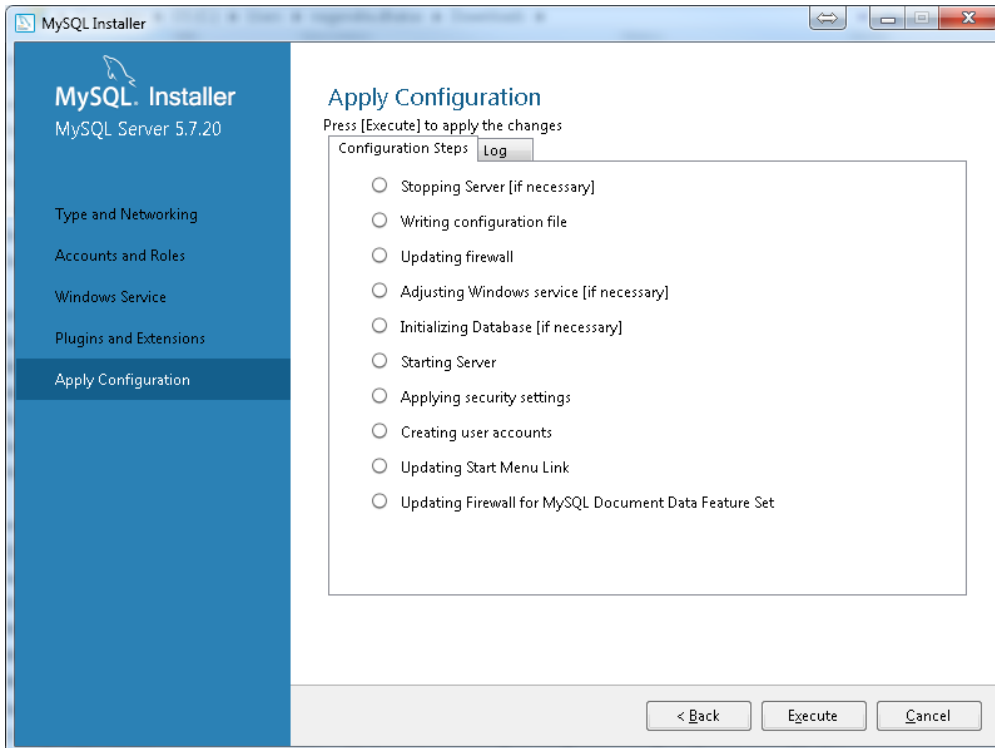 MySQL Installer
MySQL. Installer
MySQL Server 5.7.20
Type and Networking
Accounts and Roles
Windows Service
Plugins and Extensions
Apply Configuration
Apply Configuration
Press [Execute] to apply the changes
Configuration Steps
Log
Stopping Server [if necessary]
Writing configuration file
Updating firewall
Adjusting Windows service [if necessary]
Initializing Database [if necessary]
Starting Server
Applying security settings
Creating user accounts
Updating Start Menu Link
Updating Firewall for MySQL Document Data Feature Set
< Back
Execute
Cancel